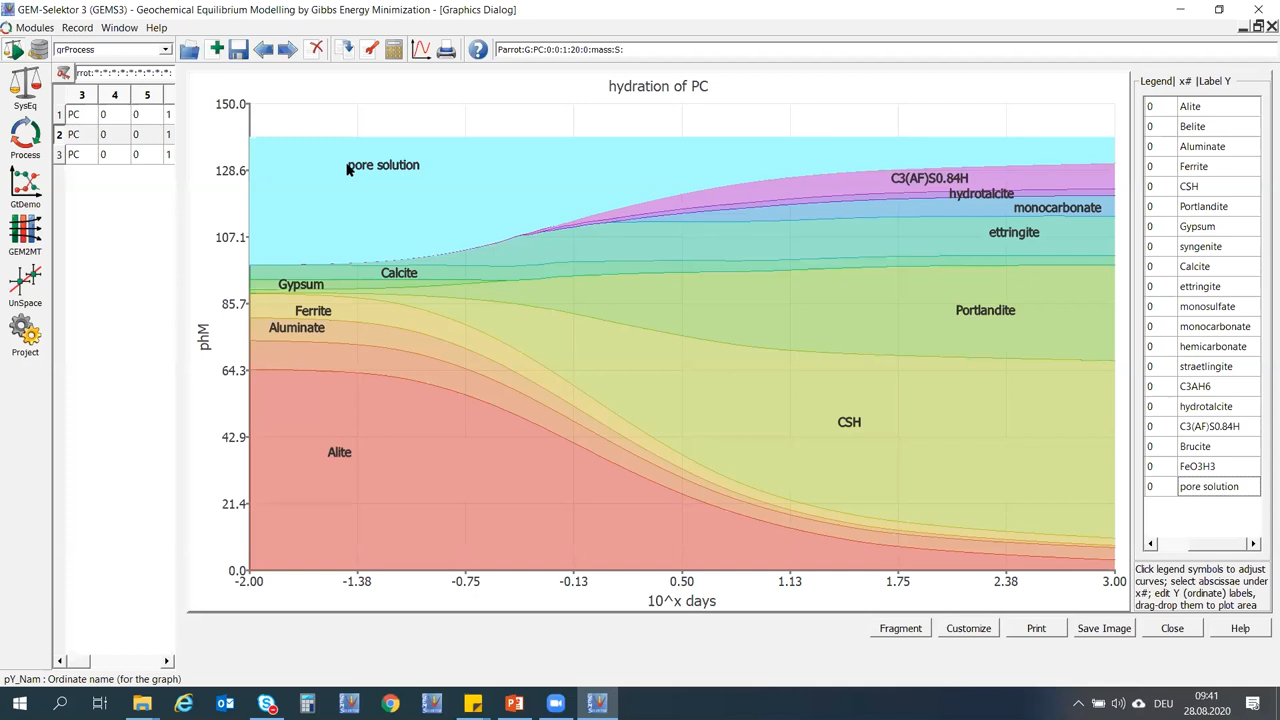 GEM-Selektor 3 (GEMS3) - Geochemical Equilibrium Modelling by Gibbs Energy Minimization - [Graphics Dialog]
Modules Record Window Help
grProcess
Parrot:G:PC:0:0:1:20:0:mass:S:
rrot:*:*:*:*:*:*:*:*:
3 4 5
1 PC 0 0 1
2 PC 0 0 1
3 PC 0 0 1
SysEq
Process
GtDemo
GEM2MT
UnSpace
Project
hydration of PC
150.0
128.6
107.1
85.7
64.3
42.9
21.4
0.0
phM
pore solution
C3(AF)S0.84H
hydrotalcite
monocarbonate
ettringite
Calcite
Gypsum
Ferrite
Aluminate
Portlandite
CSH
Alite
-2.00 -1.38 -0.75 -0.13 0.50 1.13 1.75 2.38 3.00
10^x days
Legend| x# |Label Y
0 Alite
0 Belite
0 Aluminate
0 Ferrite
0 CSH
0 Portlandite
0 Gypsum
0 syngenite
0 Calcite
0 ettringite
0 monosulfate
0 monocarbonate
0 hemicarbonate
0 straetlingite
0 C3AH6
0 hydrotalcite
0 C3(AF)S0.84H
0 Brucite
0 FeO3H3
0 pore solution
Click legend symbols to adjust
curves; select abscissae under
x#; edit Y (ordinate) labels,
drag-drop them to plot area
Fragment Customize Print Save Image Close Help
pY_Nam : Ordinate name (for the graph)
DEU
09:41
28.08.2020